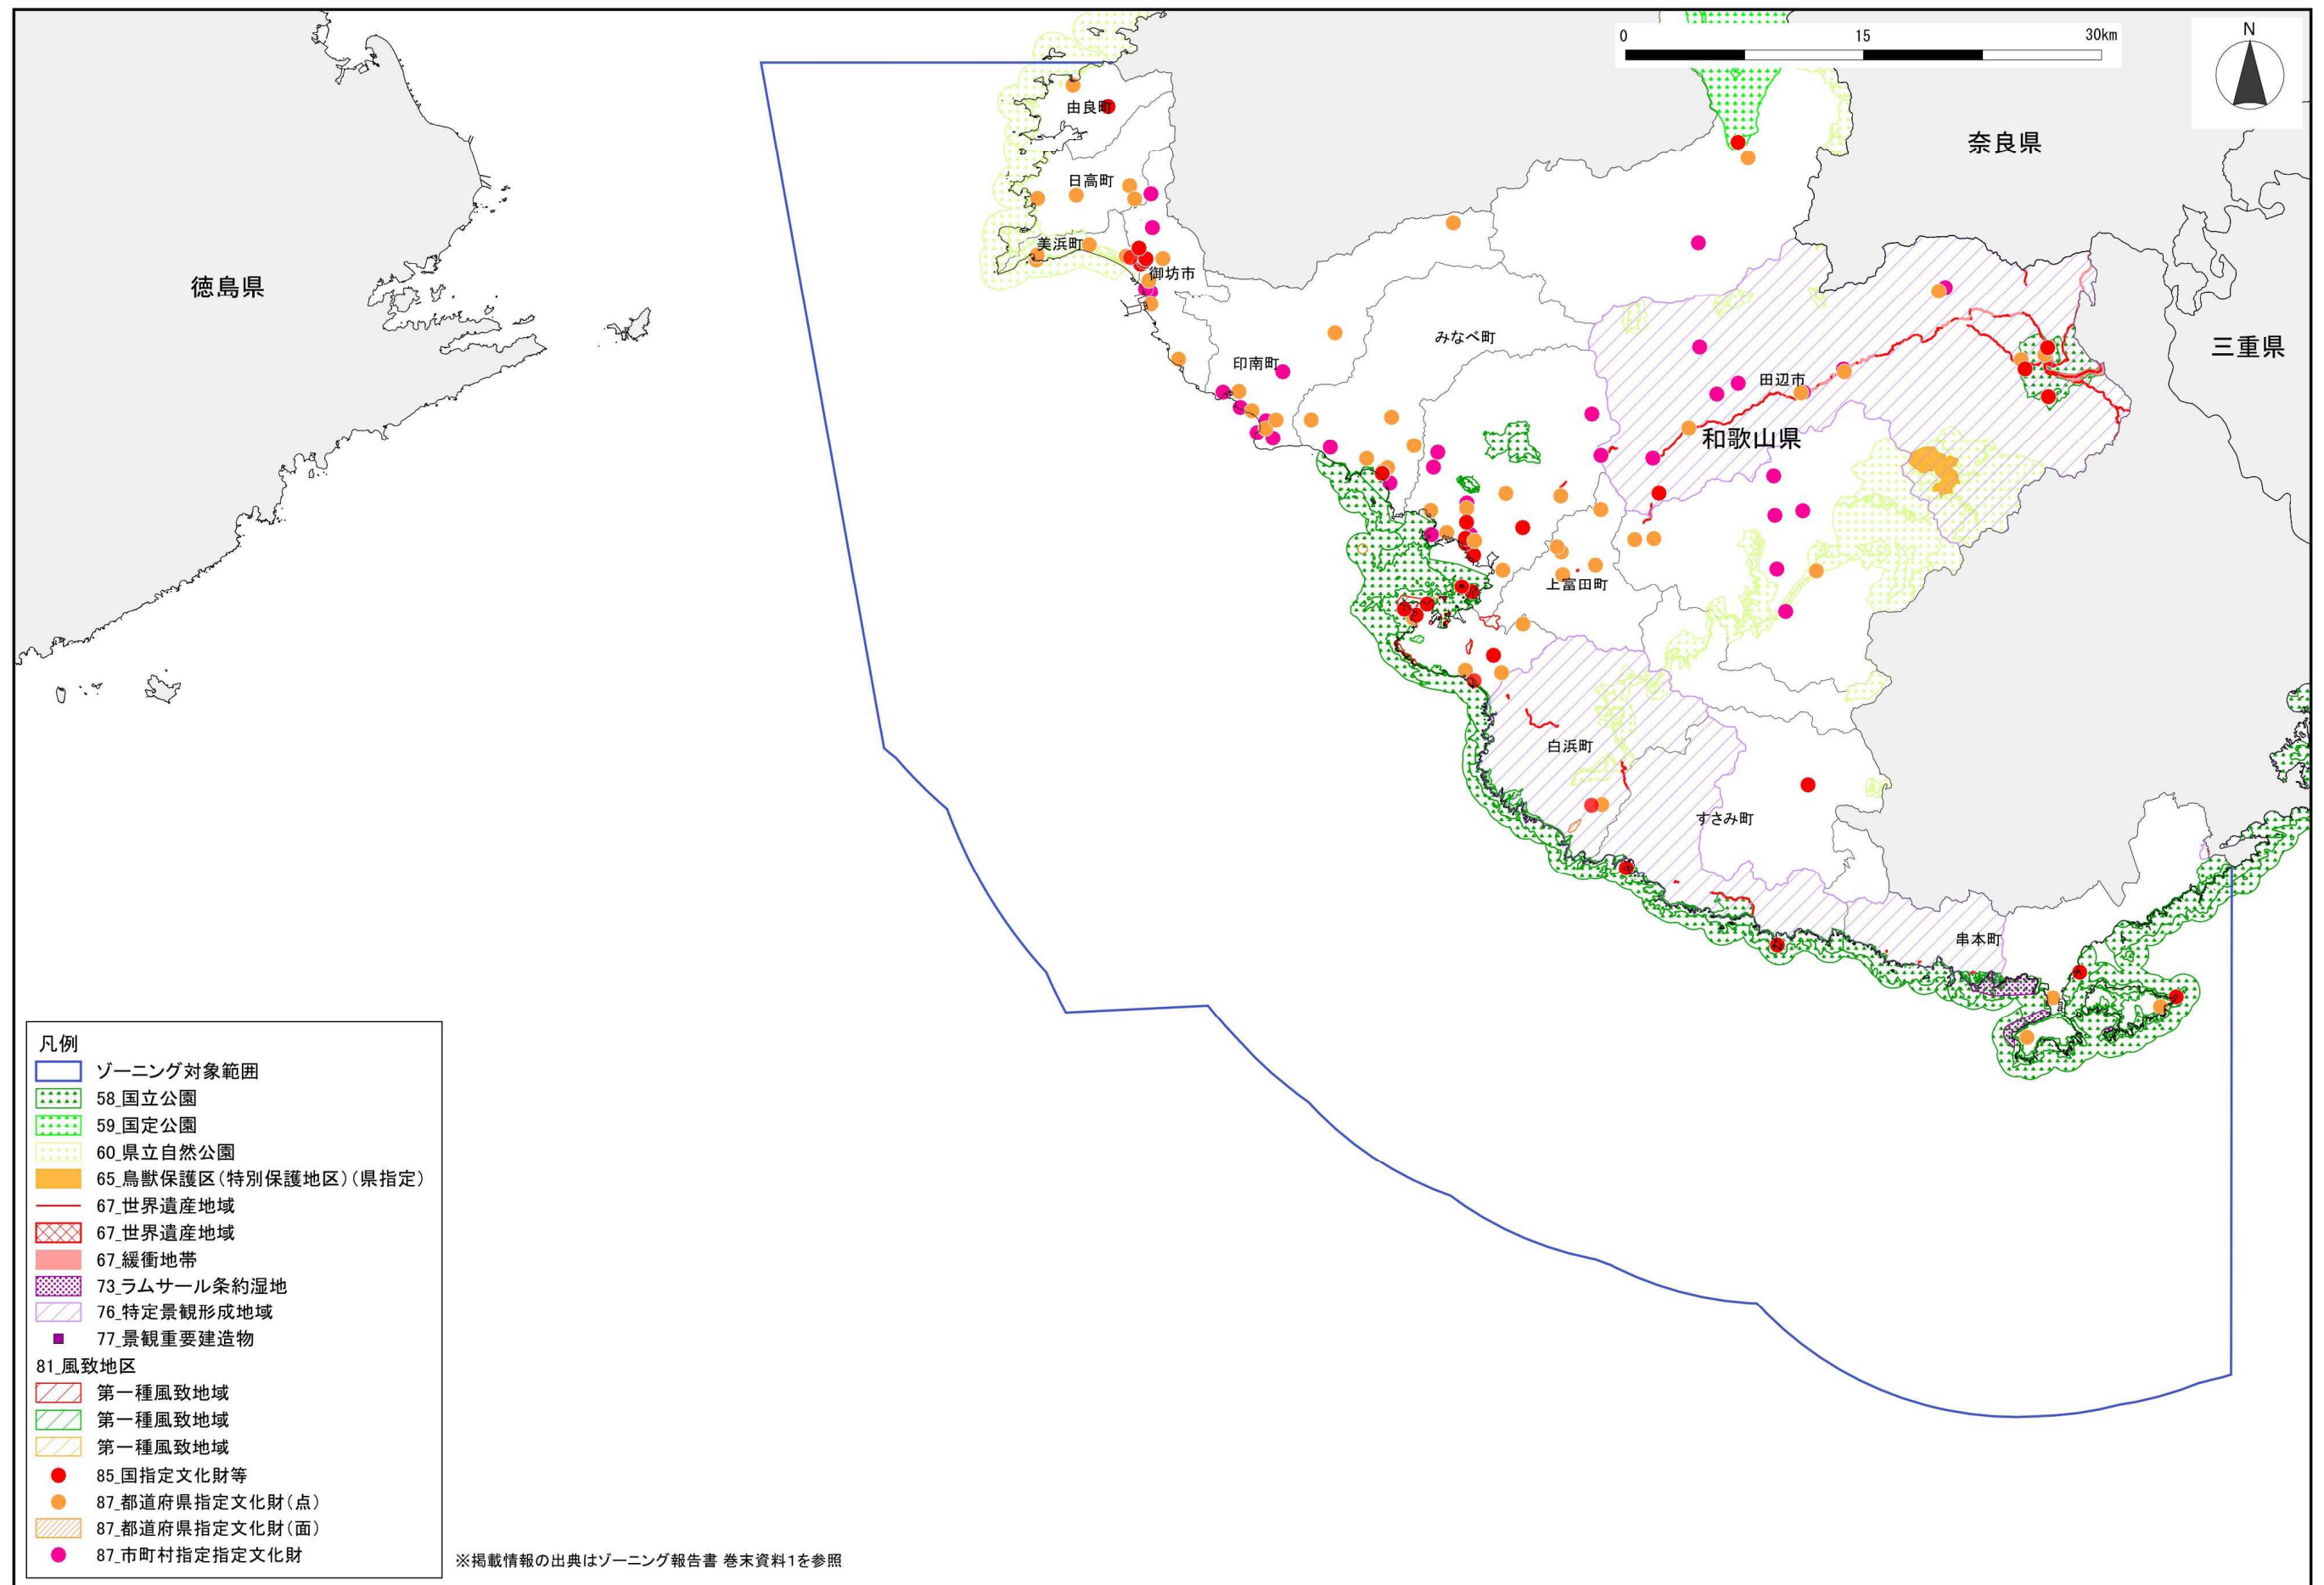 0 15 30km
N
奈良県
由良町
日高町
美浜町
御坊市
徳島県
みなべ町
三重県
印南町
田辺市
和歌山県
上富田町
白浜町
すさみ町
串本町
凡例
ゾーニング対象範囲
58_国立公園
59_国定公園
60_県立自然公園
65_鳥獣保護区(特別保護地区)(県指定)
67_世界遺産地域
67_世界遺産地域
67_緩衝地帯
73_ラムサール条約湿地
76_特定景観形成地域
77_景観重要建造物
81_風致地区
第一種風致地域
第一種風致地域
第一種風致地域
85_国指定文化財等
87_都道府県指定文化財(点)
87_都道府県指定文化財(面)
87_市町村指定指定文化財
※掲載情報の出典はゾーニング報告書 巻末資料1を参照